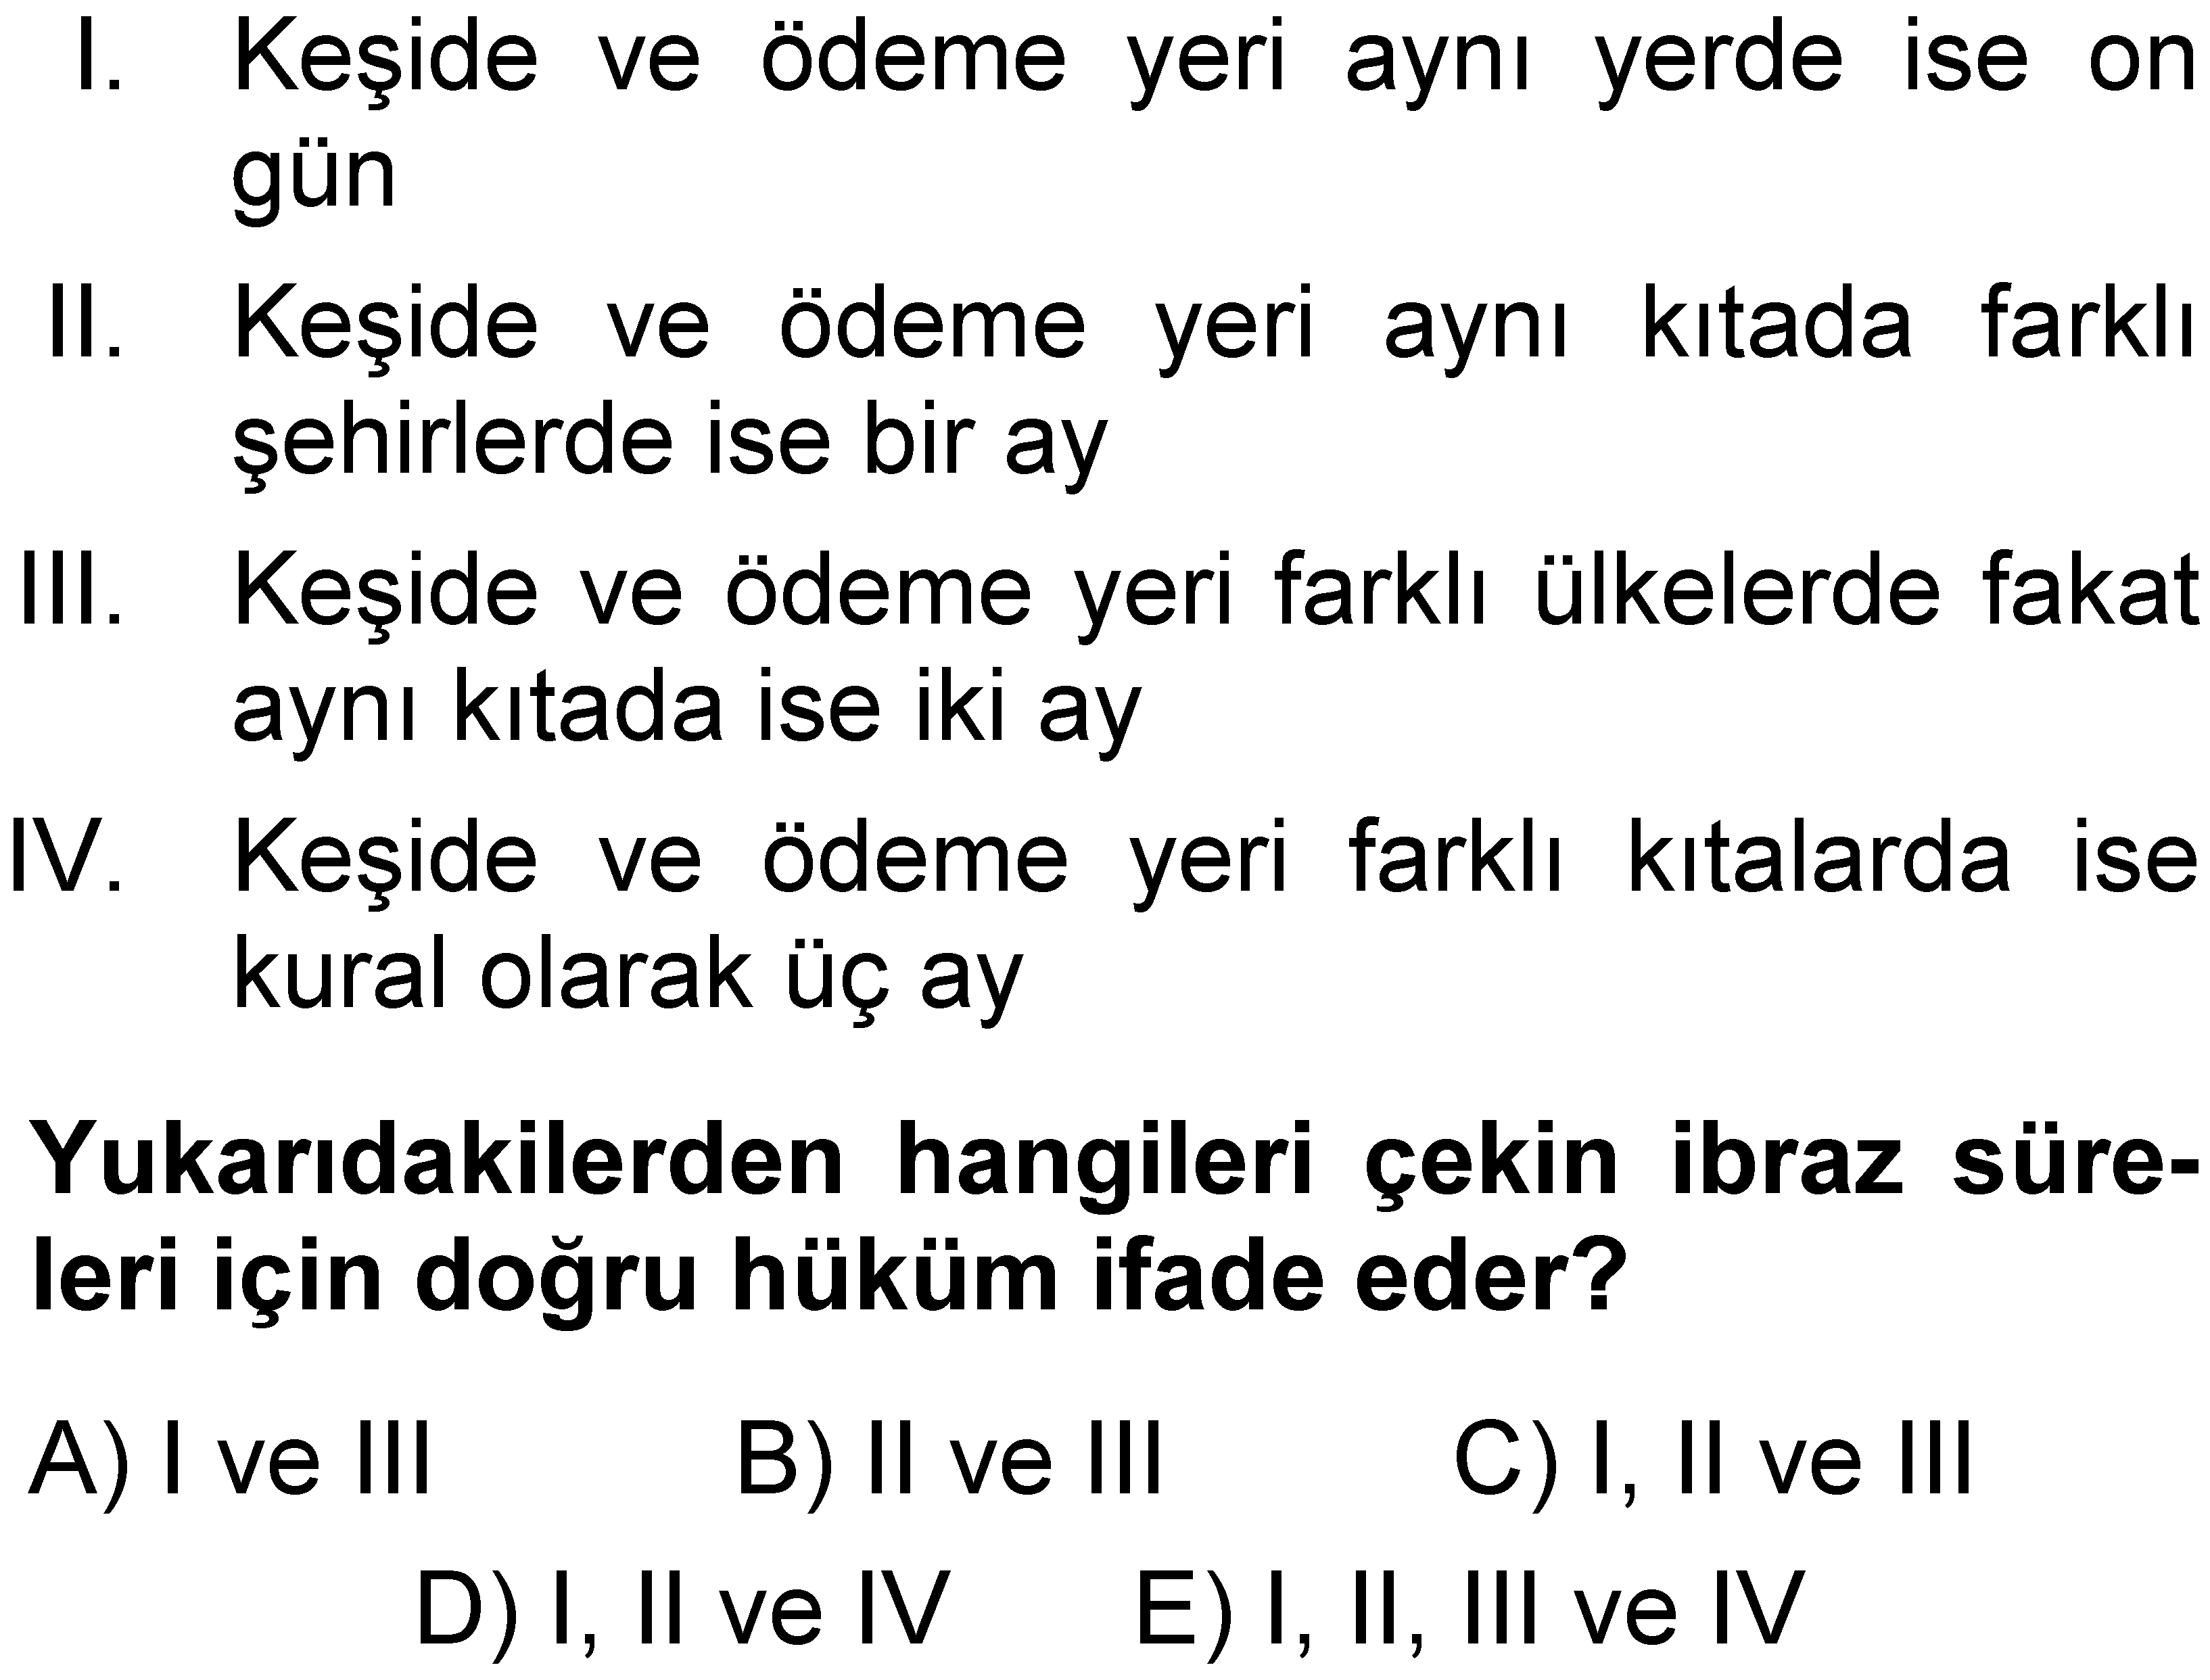 I. Keşide ve ödeme yeri aynı yerde ise on
gün
II. Keşide ve ödeme yeri aynı kıtada farklı
şehirlerde ise bir ay
III. Keşide ve ödeme yeri farklı ülkelerde fakat
aynı kıtada ise iki ay
IV. Keşide ve ödeme yeri farklı kıtalarda ise
kural olarak üç ay
Yukarıdakilerden hangileri çekin ibraz süre-
leri için doğru hüküm ifade eder?
A) I ve III B) II ve III C) I, II ve III
D) I, II ve IV E) I, II, III ve IV